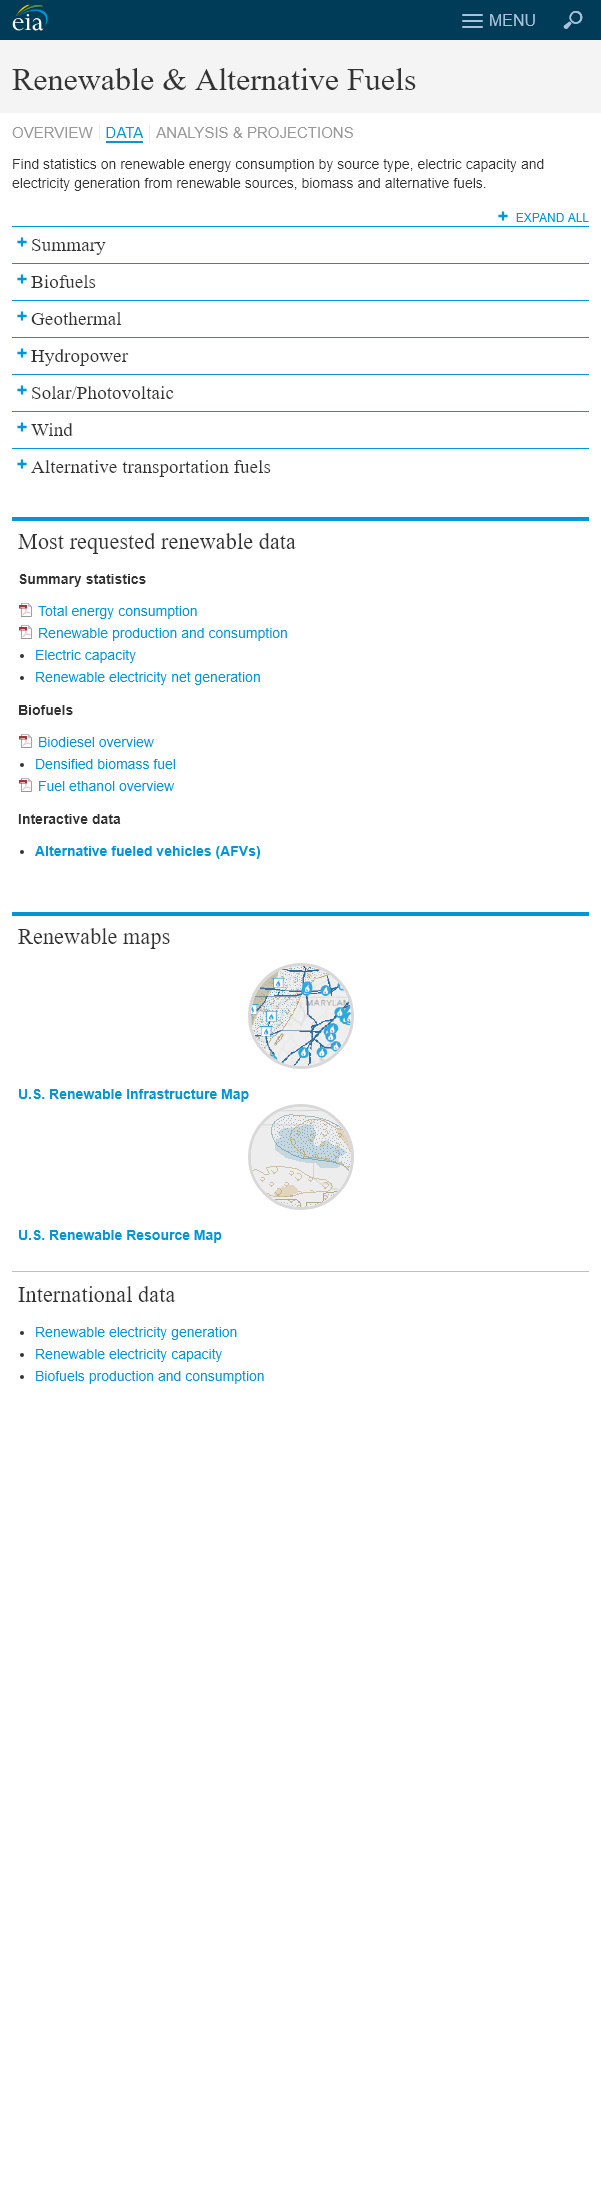 eia
MENU
Renewable & Alternative Fuels
OVERVIEW DATA ANALYSIS & PROJECTIONS
Find statistics on renewable energy consumption by source type, electric capacity and
electricity generation from renewable sources, biomass and alternative fuels.
+ EXPAND ALL
+ Summary
+ Biofuels
+ Geothermal
+ Hydropower
+ Solar/Photovoltaic
+ Wind
+ Alternative transportation fuels
Most requested renewable data
Summary statistics
Total energy consumption
Renewable production and consumption
• Electric capacity
• Renewable electricity net generation
Biofuels
Biodiesel overview
• Densified biomass fuel
Fuel ethanol overview
Interactive data
• Alternative fueled vehicles (AFVs)
Renewable maps
MARYLAN
U.S. Renewable Infrastructure Map
U.S. Renewable Resource Map
International data
• Renewable electricity generation
• Renewable electricity capacity
• Biofuels production and consumption